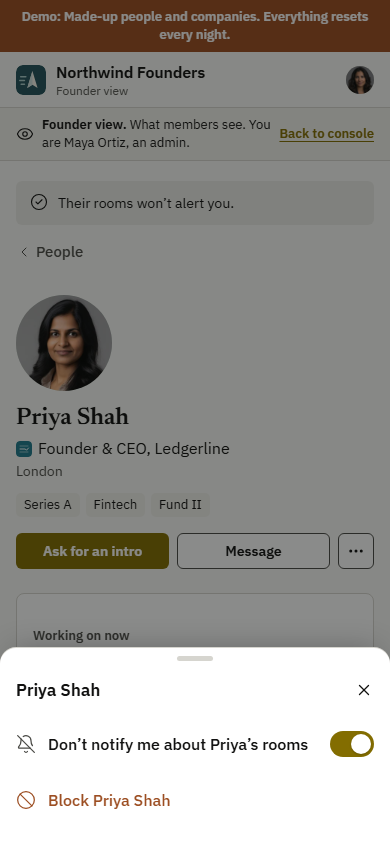 Demo: Made-up people and companies. Everything resets
every night.
Northwind Founders
Founder view
Founder view. What members see. You
are Maya Ortiz, an admin.
Back to console
Their rooms won’t alert you.
People
Priya Shah
Founder & CEO, Ledgerline
London
Series A
Fintech
Fund II
Ask for an intro
Message
Working on now
Priya Shah
Don’t notify me about Priya’s rooms
Block Priya Shah